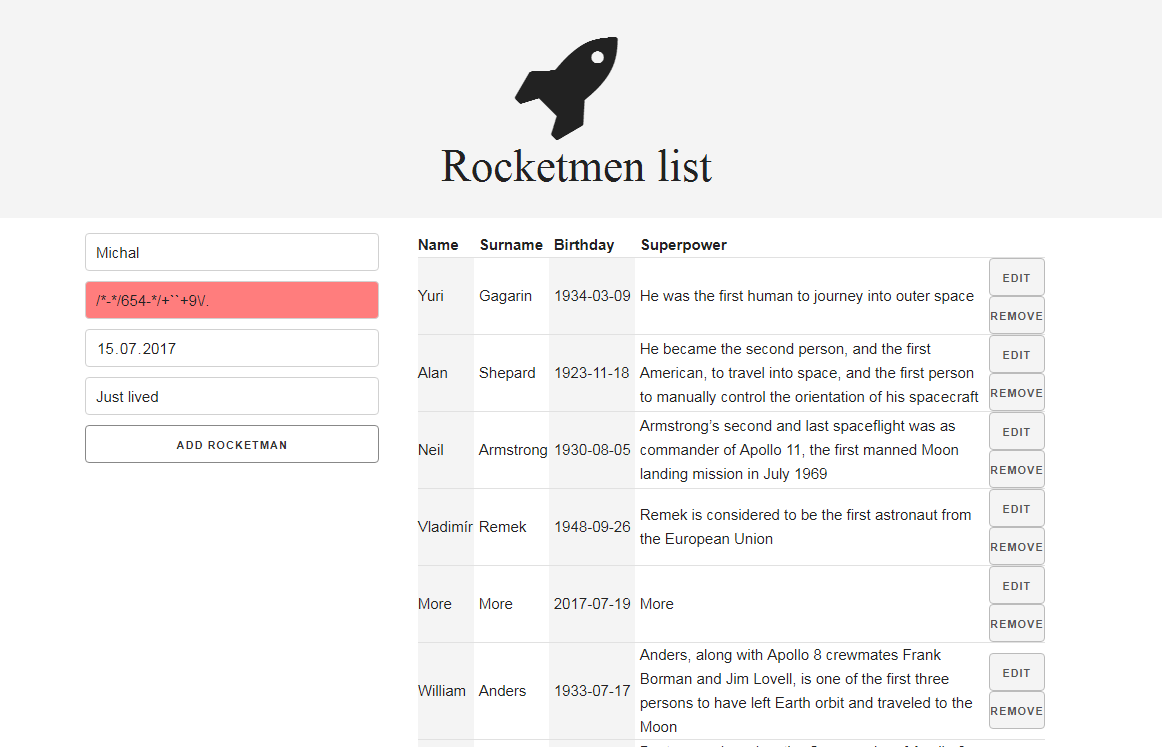 Rocketmen list
Michal
/*-*/654-*/+``+9\/.
15.07.2017
Just lived
ADD ROCKETMAN
Name Surname Birthday Superpower
Yuri Gagarin 1934-03-09 He was the first human to journey into outer space
EDIT
REMOVE
Alan Shepard 1923-11-18 He became the second person, and the first
American, to travel into space, and the first person
to manually control the orientation of his spacecraft
EDIT
REMOVE
Neil Armstrong 1930-08-05 Armstrong’s second and last spaceflight was as
commander of Apollo 11, the first manned Moon
landing mission in July 1969
EDIT
REMOVE
Vladimír Remek 1948-09-26 Remek is considered to be the first astronaut from
the European Union
EDIT
REMOVE
More More 2017-07-19 More
EDIT
REMOVE
William Anders 1933-07-17 Anders, along with Apollo 8 crewmates Frank
Borman and Jim Lovell, is one of the first three
persons to have left Earth orbit and traveled to the
Moon
EDIT
REMOVE